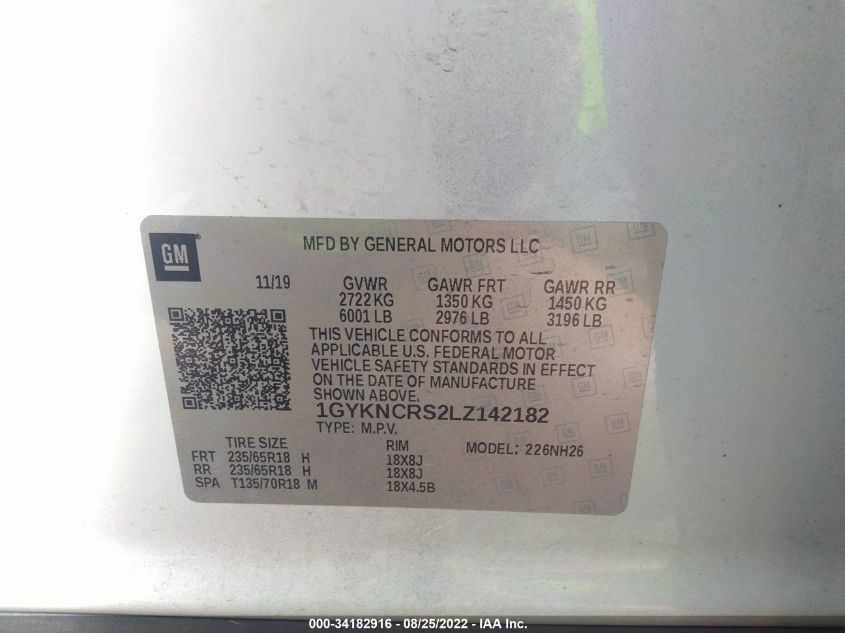 GM
MFD BY GENERAL MOTORS LLC
11/19 GVWR GAWR FRT GAWR RR
2722 KG 1350 KG 1450 KG
6001 LB 2976 LB 3196 LB
THIS VEHICLE CONFORMS TO ALL
APPLICABLE U.S. FEDERAL MOTOR
VEHICLE SAFETY STANDARDS IN EFFECT
ON THE DATE OF MANUFACTURE
SHOWN ABOVE.
1GYKNCRS2LZ142182
TYPE: M.P.V.
TIRE SIZE RIM MODEL: 226NH26
FRT 235/65R18 H 18X8J
RR 235/65R18 H 18X8J
SPA T135/70R18 M 18X4.5B
000-34182916 - 08/25/2022 - IAA Inc.